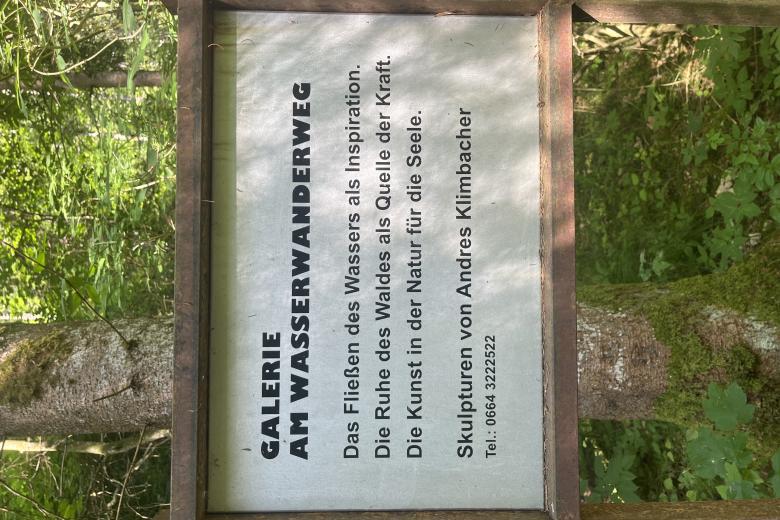 GALERIE
AM WASSERWANDERWEG
Das Fließen des Wassers als Inspiration.
Die Ruhe des Waldes als Quelle der Kraft.
Die Kunst in der Natur für die Seele.
Skulpturen von Andres Klimbacher
Tel.: 0664 3222522